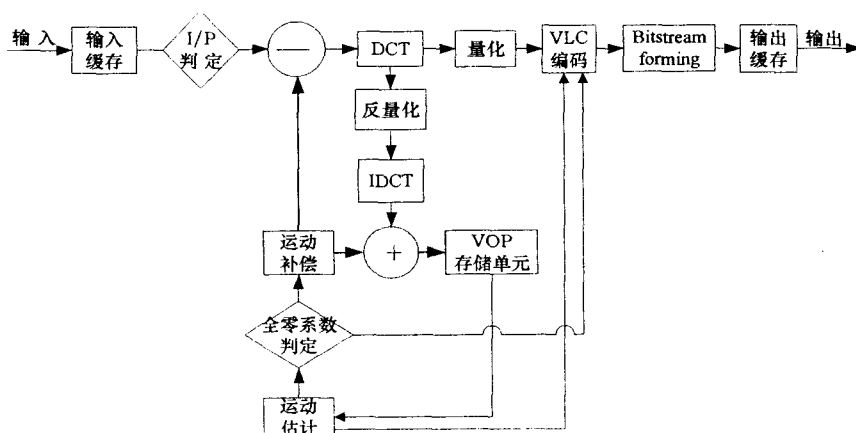 输入
输入
缓存
I/P
判定
—
DCT
量化
VLC
编码
Bitstream
forming
输出
缓存
输出
反量化
IDCT
运动
补偿
+
VOP
存储单元
全零系数
判定
运动
估计